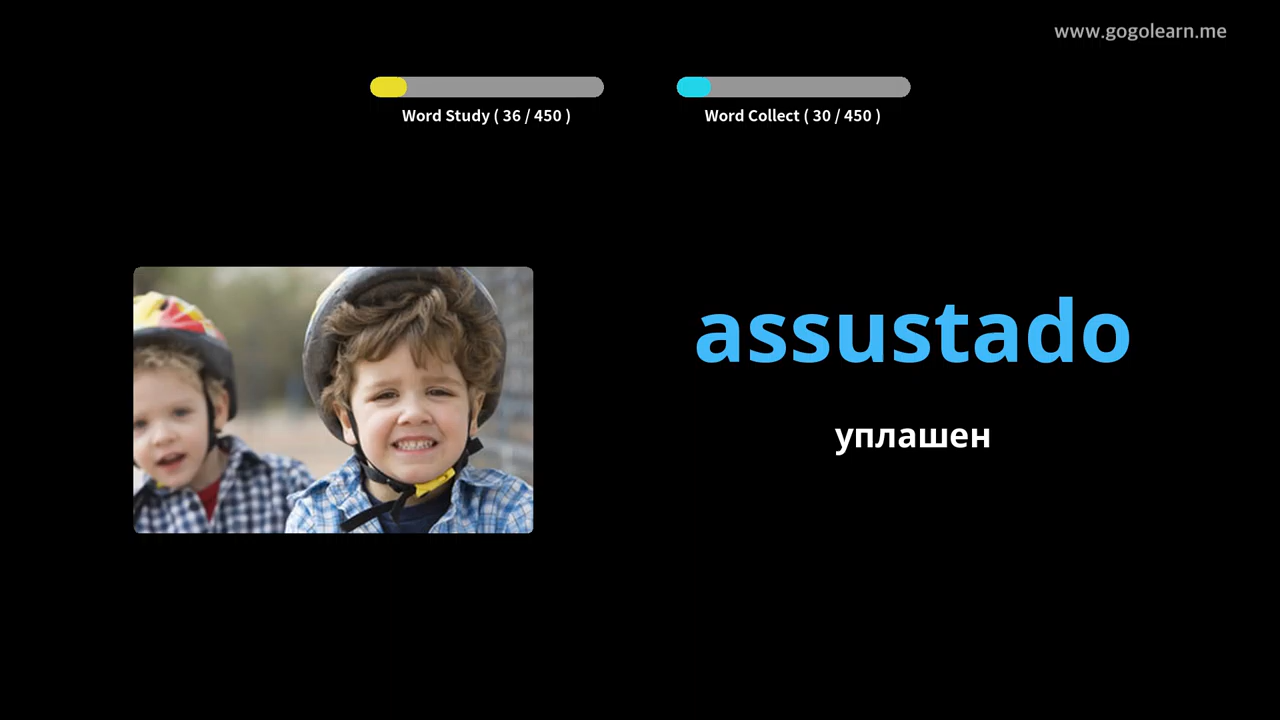 www.gogolearn.me
Word Study ( 36 / 450 )
Word Collect ( 30 / 450 )
assustado
уплашен